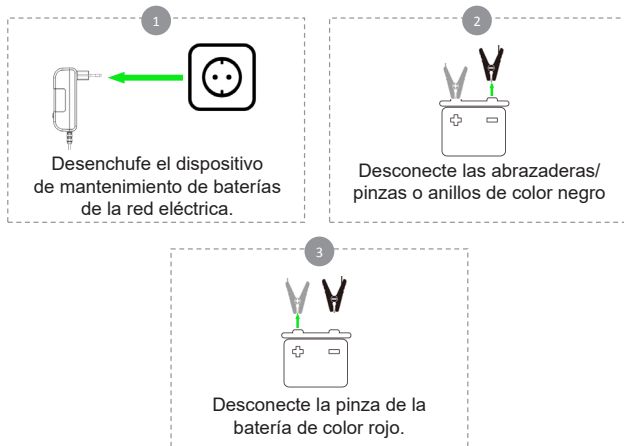 1
Desenchufe el dispositivo
de mantenimiento de baterías
de la red eléctrica.
2
Desconecte las abrazaderas/
pinzas o anillos de color negro
3
Desconecte la pinza de la
batería de color rojo.